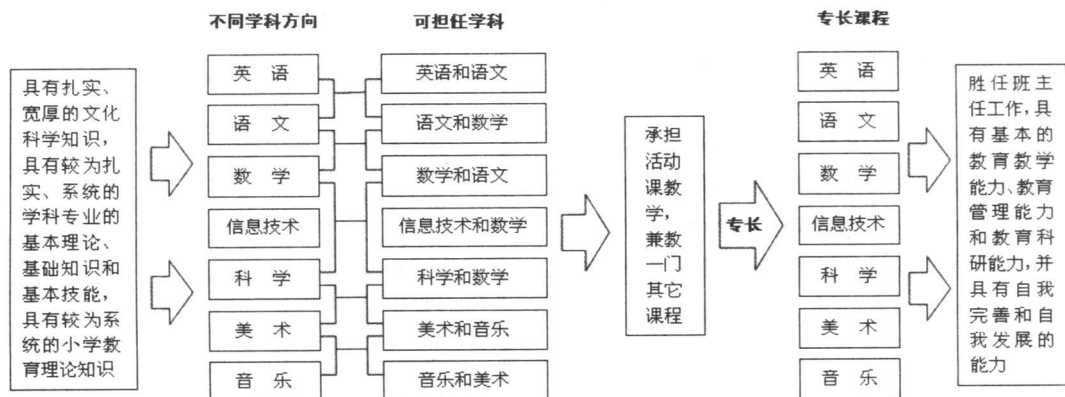 不同学科方向
可担任学科
专长课程
具有扎实、
宽厚的文化
科学知识,
具有较为扎
实、系统的
学科专业的
基本理论、
基础知识和
基本技能,
具有较为系
统的小学教
育理论知识
英 语
语 文
数 学
信息技术
科 学
美 术
音 乐
英语和语文
语文和数学
数学和语文
信息技术和数学
科学和数学
美术和音乐
音乐和美术
承担
活动
课教
学,
兼教
一门
其它
课程
专长
英 语
语 文
数 学
信息技术
科 学
美 术
音 乐
胜任班主
任工作,具
有基本的
教育教学
能力、教育
管理能力
和教育科
研能力,并
具有自我
完善和自
我发展的
能力